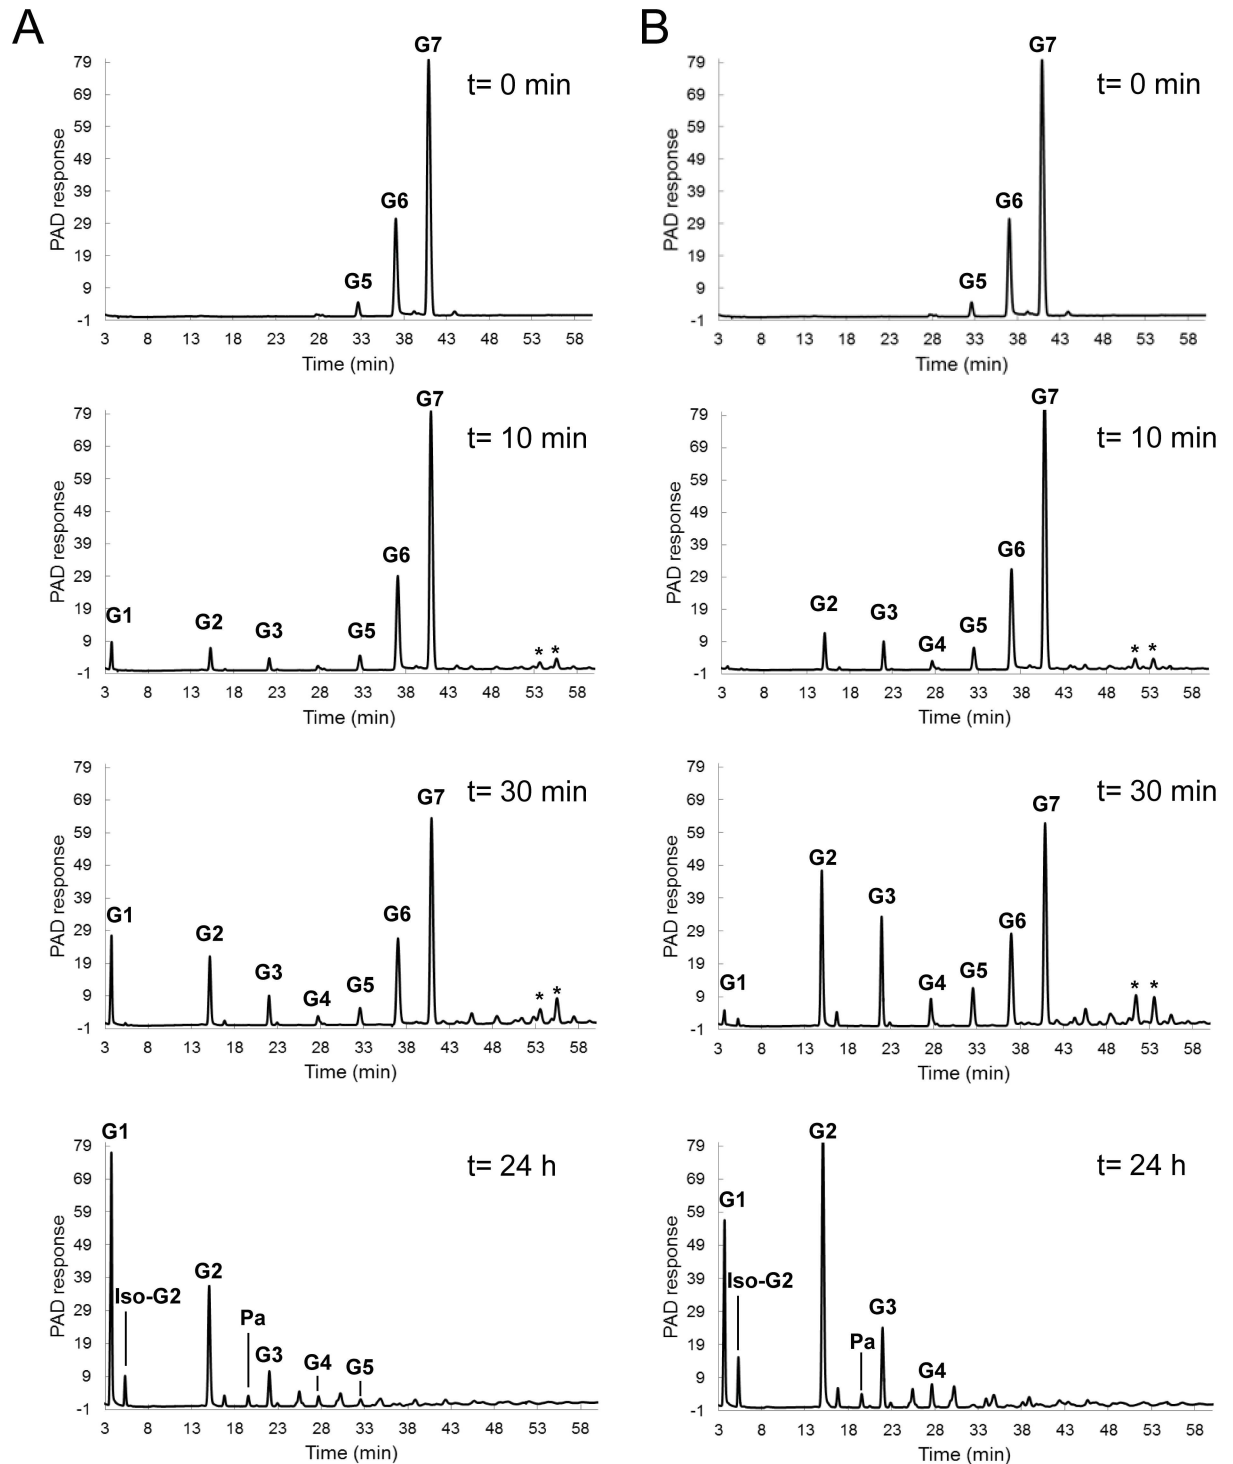 A
G7
79
t= 0 min
69
59
49
39
G6
29
19
G5
9
-1
3 8 13 18 23 28 33 38 43 48 53 58
PAD response
Time (min)
G7
79
t= 10 min
69
59
49
39
G6
29
19
G1 G2 G3 G5
9
* *
-1
3 8 13 18 23 28 33 38 43 48 53 58
PAD response
Time (min)
79
G7
t= 30 min
69
59
49
39
G1 G2 G6
29
19
G3 G4 G5
9
* *
-1
3 8 13 18 23 28 33 38 43 48 53 58
PAD response
Time (min)
G1
79
t= 24 h
69
59
49
39
G2
Iso-G2
29
Pa
19
G3 G4 G5
9
-1
3 8 13 18 23 28 33 38 43 48 53 58
PAD response
Time (min)
B
G7
79
t= 0 min
69
59
49
39
G6
29
19
G5
9
-1
3 8 13 18 23 28 33 38 43 48 53 58
PAD response
Time (min)
G7
79
t= 10 min
69
59
49
39
G6
29
19
G2 G3 G4 G5
9
* *
-1
3 8 13 18 23 28 33 38 43 48 53 58
PAD response
Time (min)
79
G7
t= 30 min
69
59
49
G2
39
G3
29
G6
19
G1 G4 G5
9
* *
-1
3 8 13 18 23 28 33 38 43 48 53 58
PAD response
Time (min)
G2
79
t= 24 h
69
G1
59
49
39
Iso-G2
29
G3
19
Pa
G4
9
-1
3 8 13 18 23 28 33 38 43 48 53 58
PAD response
Time (min)